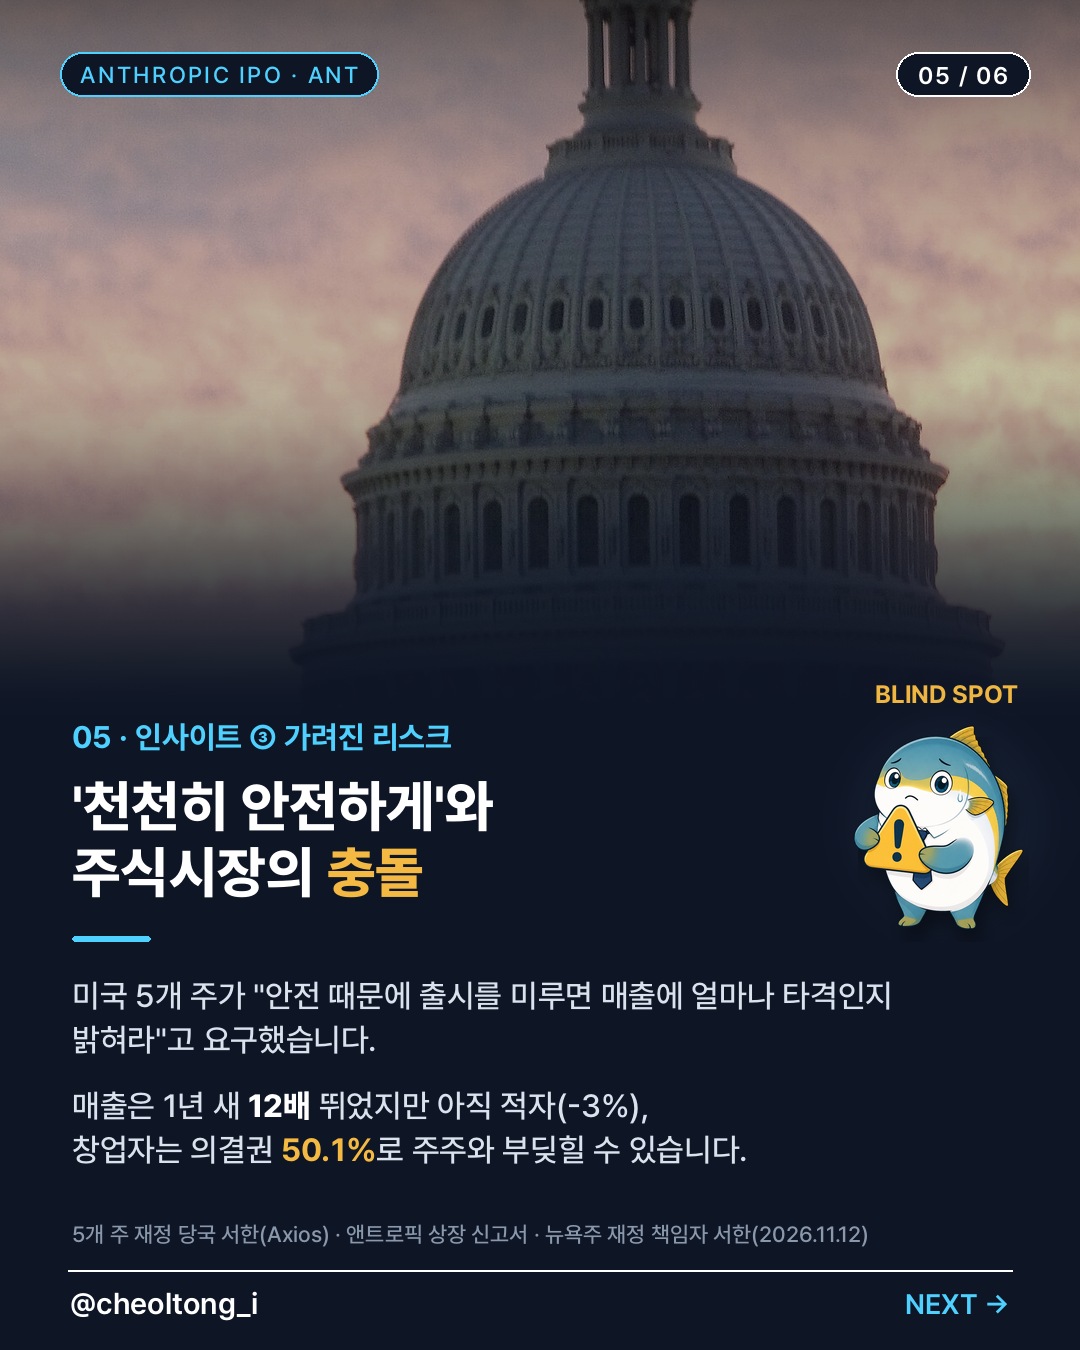 ANTHROPIC IPO · ANT
05 / 06
BLIND SPOT
05 · 인사이트 ③ 가려진 리스크
'천천히 안전하게'와
주식시장의 충돌
미국 5개 주가 "안전 때문에 출시를 미루면 매출에 얼마나 타격인지
밝혀라"고 요구했습니다.
매출은 1년 새 12배 뛰었지만 아직 적자(-3%),
창업자는 의결권 50.1%로 주주와 부딪힐 수 있습니다.
5개 주 재정 당국 서한(Axios) · 앤트로픽 상장 신고서 · 뉴욕주 재정 책임자 서한(2026.11.12)
@cheoltong_i
NEXT →